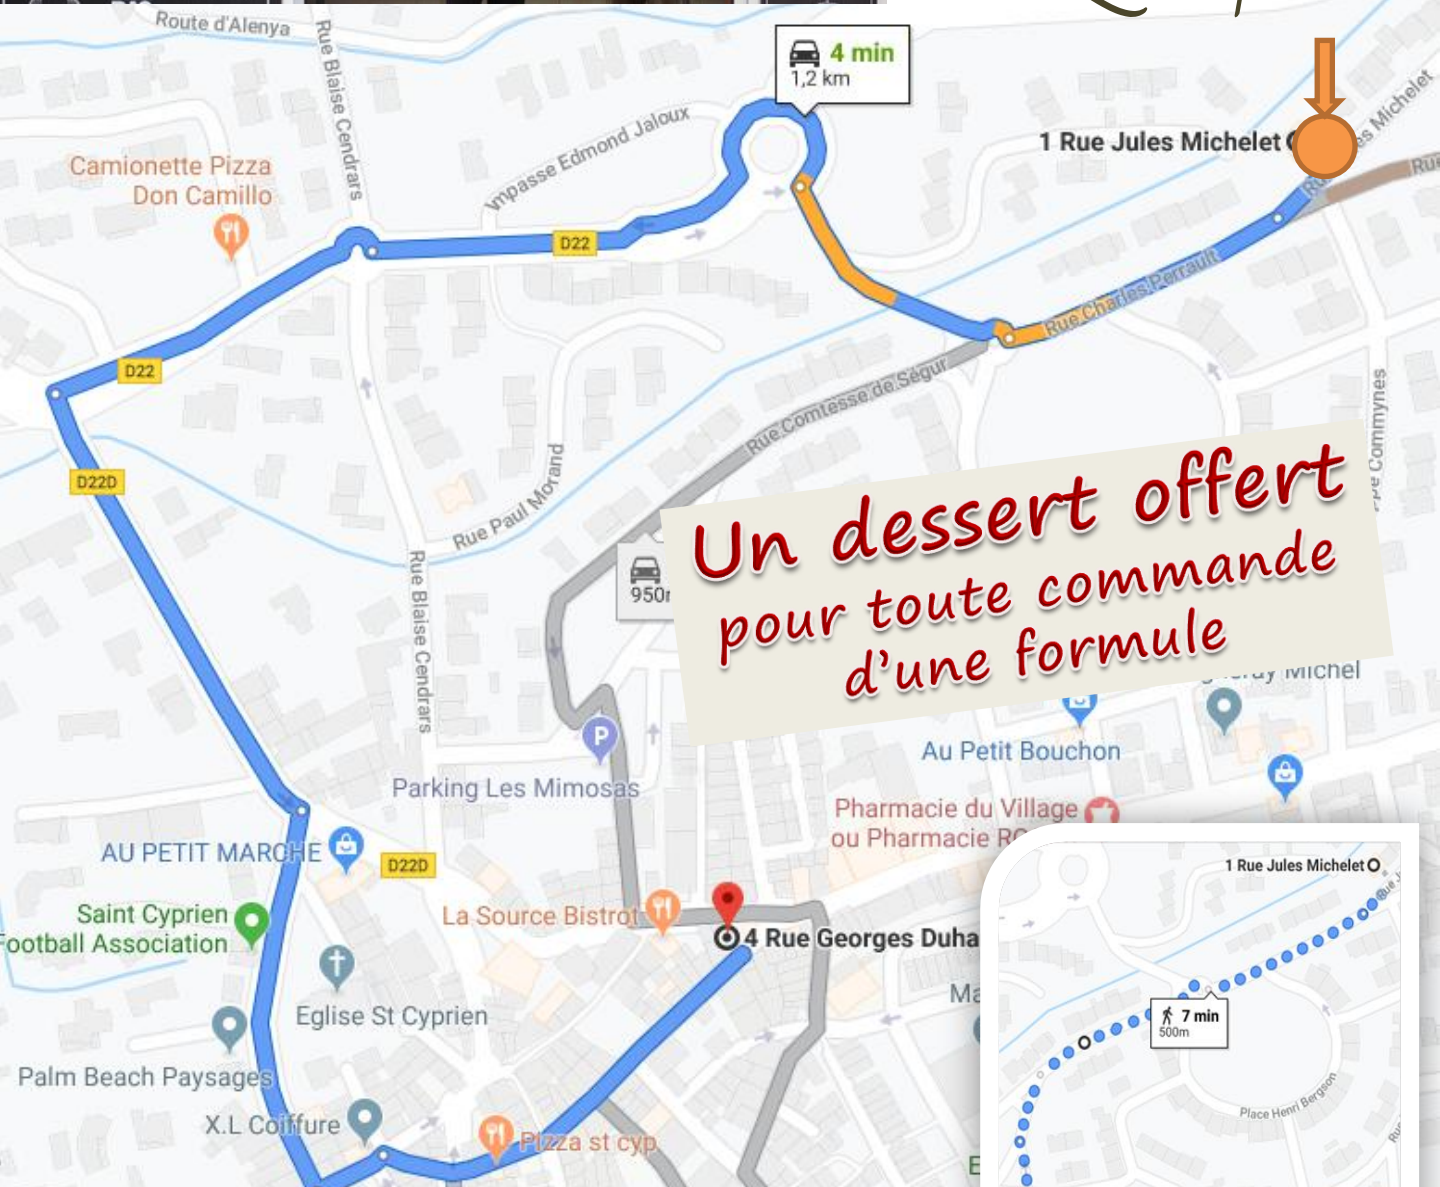 Route d'Alenya
Rue Blaise Cendrars
4 min
1,2 km
Impasse Edmond Jaloux
1 Rue Jules Michelet
Camionette Pizza
Don Camillo
D22
Rue Charles Perrault
D22
Rue Comtesse de Ségur
D22D
Rue Paul Morand
Rue Blaise Cendrars
Commynes
Un dessert offert
pour toute commande
d'une formule
Michel
P
Au Petit Bouchon
Parking Les Mimosas
Pharmacie du Village
ou Pharmacie
AU PETIT MARCHE
D22D
1 Rue Jules Michelet
Saint Cyprien
Football Association
La Source Bistrot
4 Rue Georges Duha
Eglise St Cyprien
7 min
500m
Palm Beach Paysages
X.L Coiffure
Place Henri Bergson
Pizza st cyp